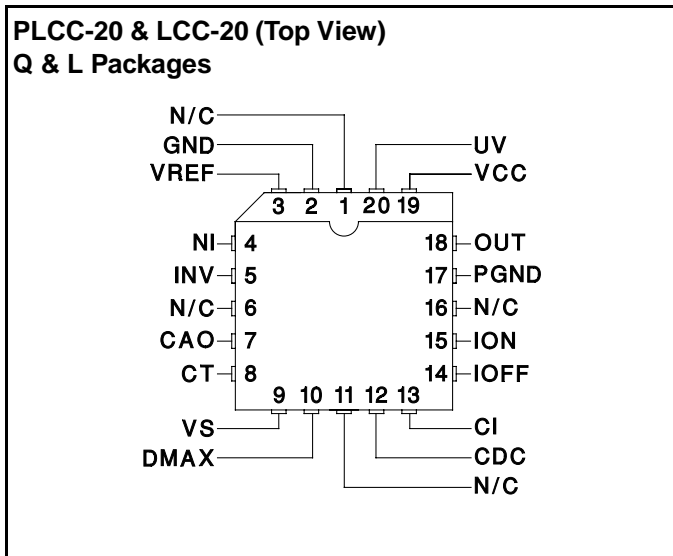 PLCC-20 & LCC-20 (Top View)
Q & L Packages
N/C
GND
VREF
UV
VCC
3 2 1 20 19
NI 4
INV 5
N/C 6
CAO 7
CT 8
18 OUT
17 PGND
16 N/C
15 ION
14 IOFF
9 10 11 12 13
VS
DMAX
CI
CDC
N/C